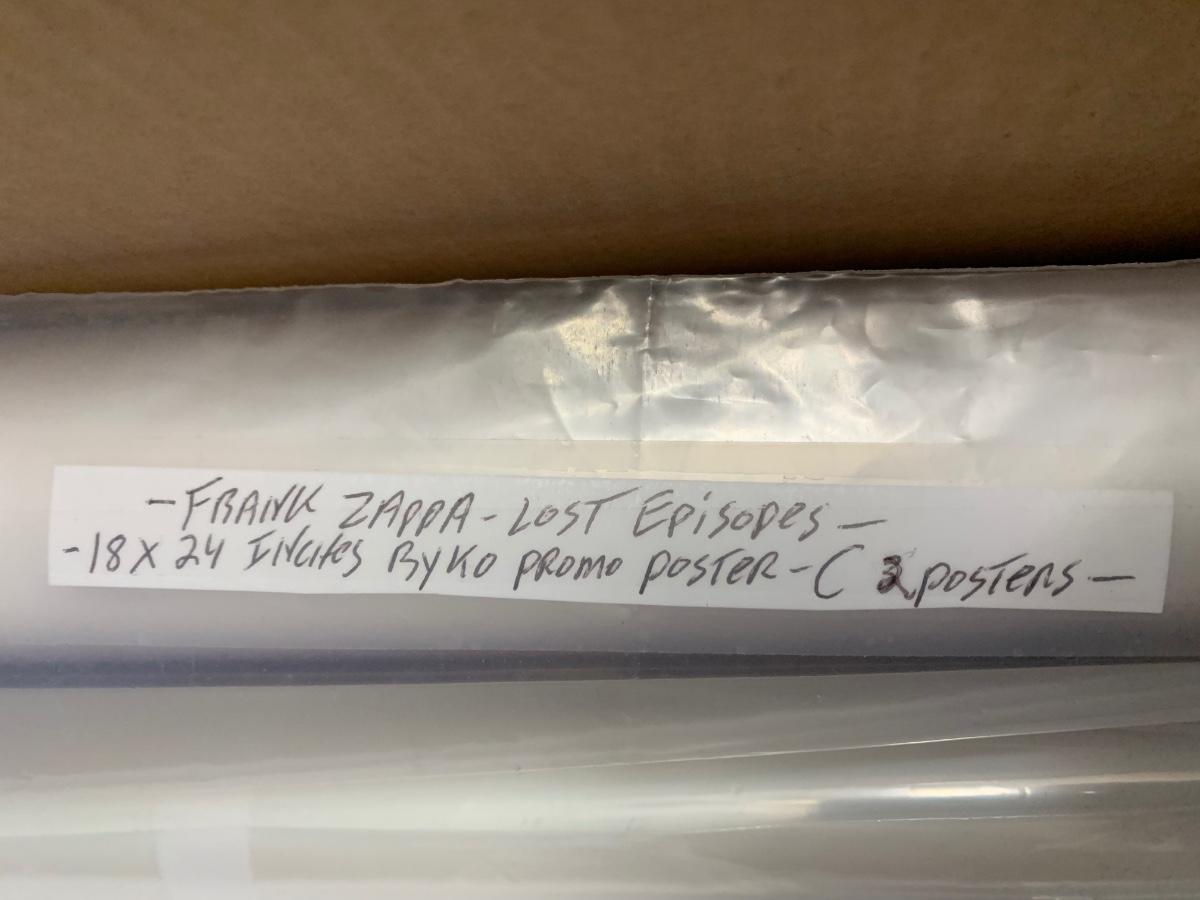 - FRANK ZAPPA - LOST EPISODES -
- 18 X 24 INCHES RYKO PROMO POSTER - ( 2 POSTERS -